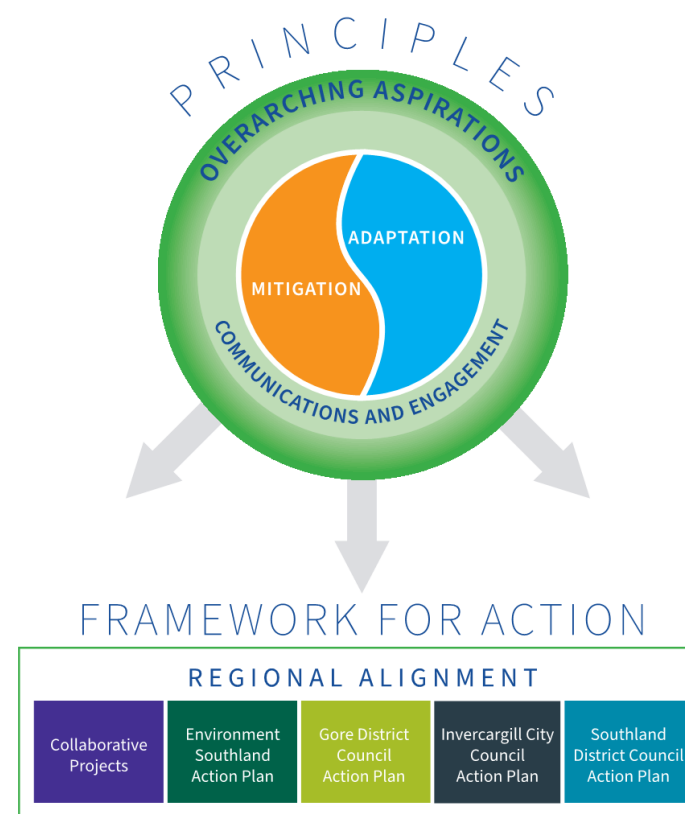 PRINCIPLES
OVERARCHING ASPIRATIONS
ADAPTATION
MITIGATION
COMMUNICATIONS AND ENGAGEMENT
FRAMEWORK FOR ACTION
REGIONAL ALIGNMENT
Collaborative
Projects
Environment
Southland
Action Plan
Gore District
Council
Action Plan
Invercargill City
Council
Action Plan
Southland
District Council
Action Plan